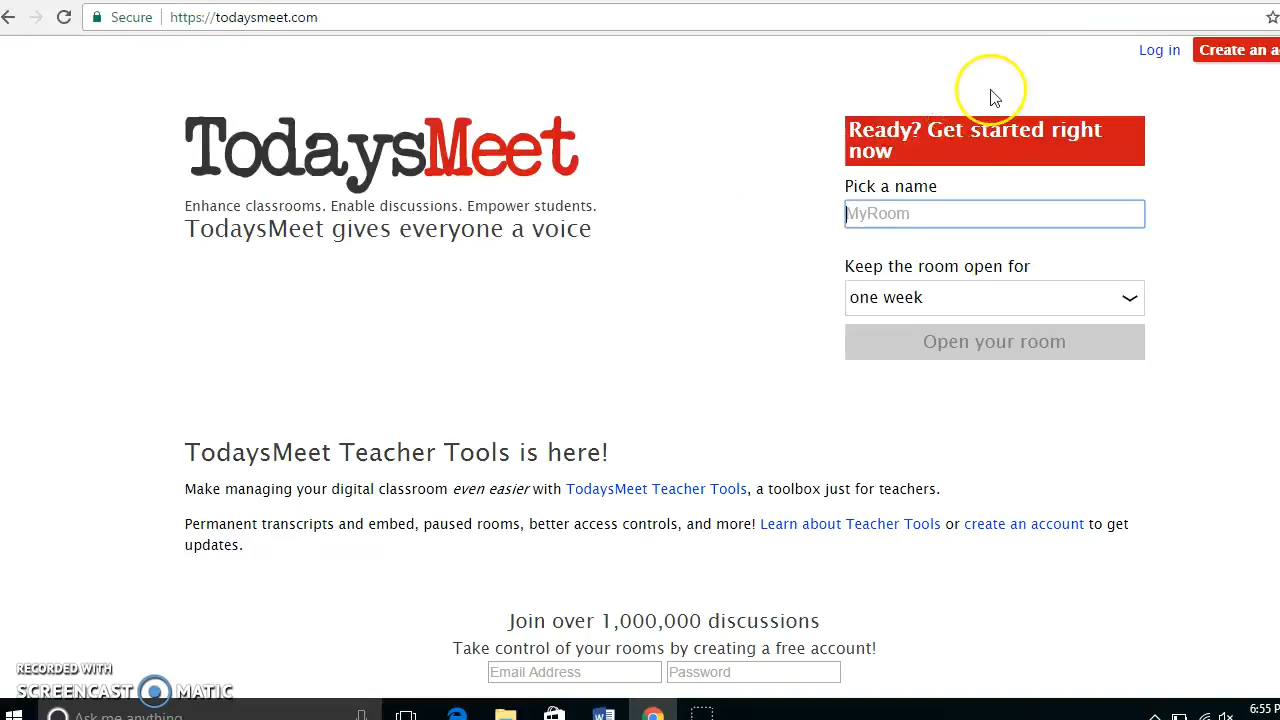 Secure https://todaysmeet.com
Log in Create an a
TodaysMeet
Enhance classrooms. Enable discussions. Empower students.
TodaysMeet gives everyone a voice
Ready? Get started right
now
Pick a name
MyRoom
Keep the room open for
one week
Open your room
TodaysMeet Teacher Tools is here!
Make managing your digital classroom even easier with TodaysMeet Teacher Tools, a toolbox just for teachers.
Permanent transcripts and embed, paused rooms, better access controls, and more! Learn about Teacher Tools or create an account to get
updates.
Join over 1,000,000 discussions
Take control of your rooms by creating a free account!
Email Address Password
RECORDED WITH
SCREENCAST MATIC
Ask me anything
6:55 P